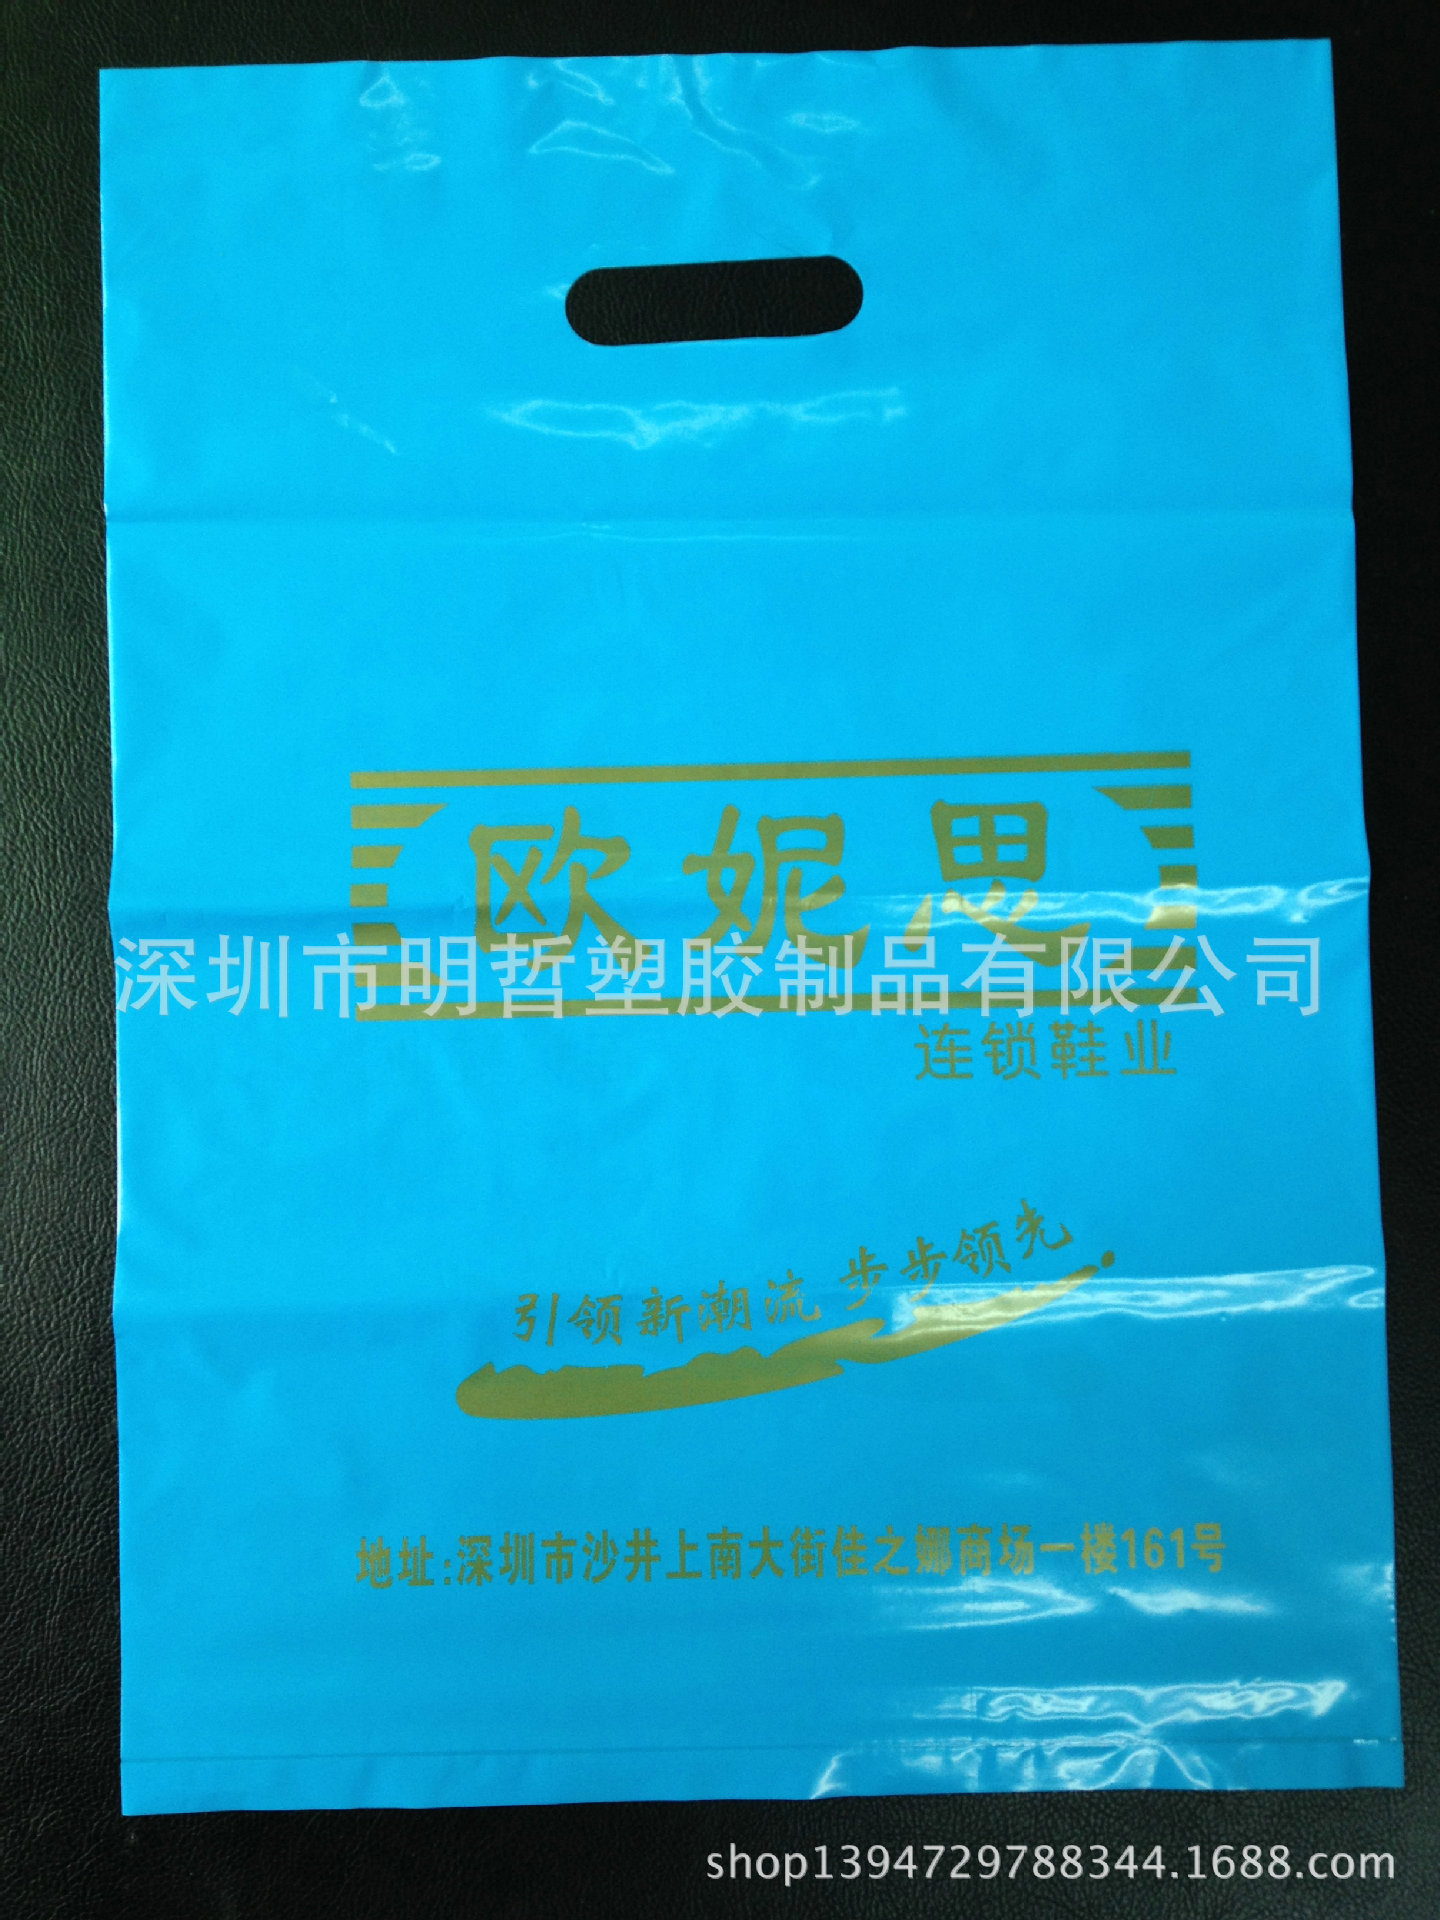 欧妮思
深圳市明哲塑胶制品有限公司
连锁鞋业
引领新潮流 步步领先
地址:深圳市沙井上南大街佳之娜商场一楼161号
shop1394729788344.1688.com